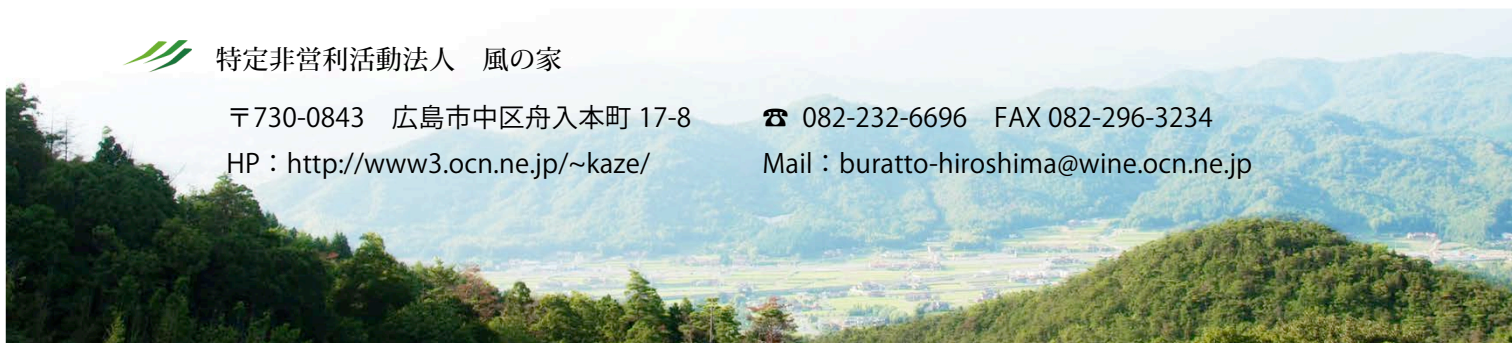 特定非営利活動法人　風の家
〒730-0843　広島市中区舟入本町 17-8　☎ 082-232-6696　FAX 082-296-3234
HP：http://www3.ocn.ne.jp/~kaze/　Mail：buratto-hiroshima@wine.ocn.ne.jp